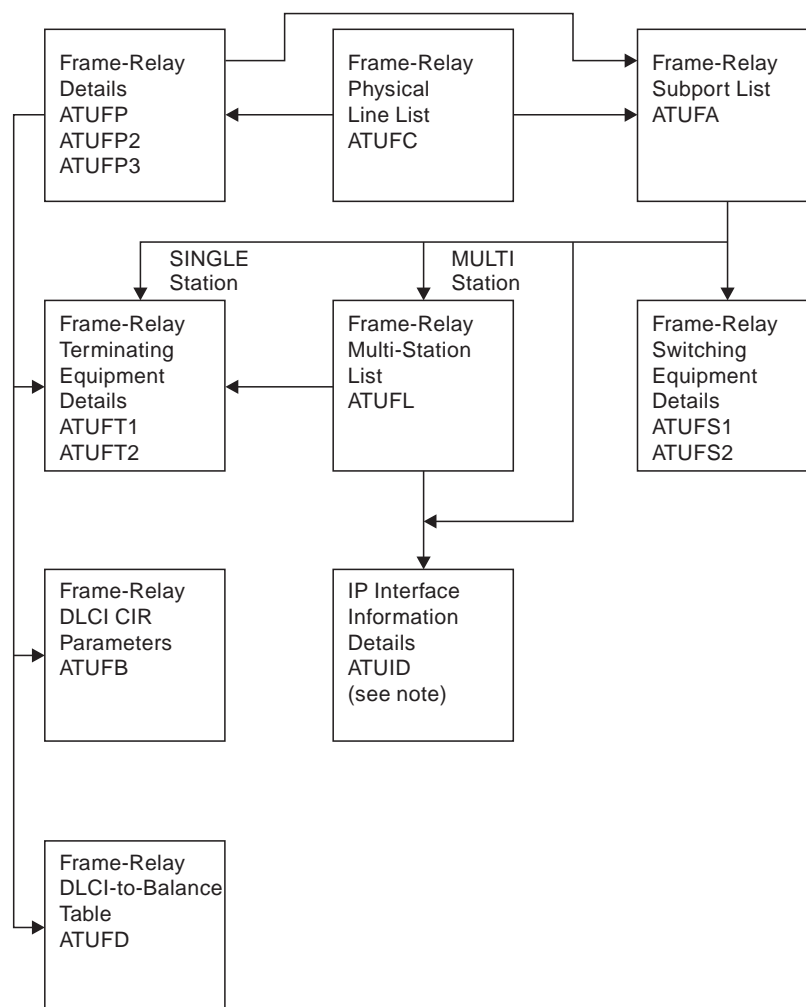 Frame-Relay
Details
ATUFP
ATUFP2
ATUFP3
Frame-Relay
Physical
Line List
ATUFC
Frame-Relay
Support List
ATUFA
SINGLE
Station
MULTI
Station
Frame-Relay
Terminating
Equipment
Details
ATUFT1
ATUFT2
Frame-Relay
Multi-Station
List
ATUFL
Frame-Relay
Switching
Equipment
Details
ATUFS1
ATUFS2
Frame-Relay
DLCI CIR
Parameters
ATUFB
IP Interface
Information
Details
ATUID
(see note)
Frame-Relay
DLCI-to-Balance
Table
ATUFD